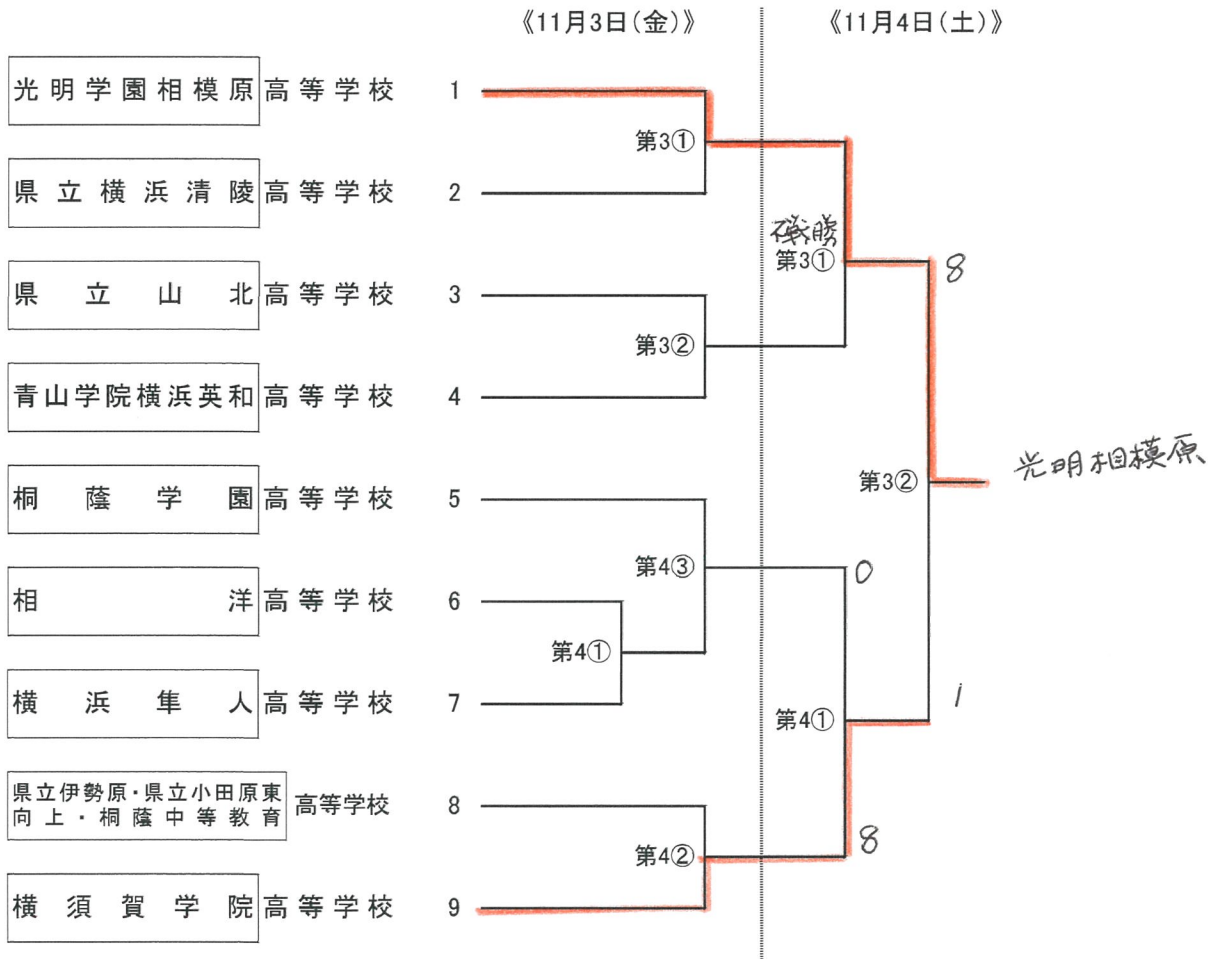 《11月3日(金)》 《11月4日(土)》
光明学園相模原 高等学校 1
第3①
県立横浜清陵 高等学校 2
勝
第3①
8
県立山北 高等学校 3
第3②
青山学院横浜英和 高等学校 4
光明相模原
第3②
桐蔭学園 高等学校 5
第4③
0
相洋 高等学校 6
第4①
横浜隼人 高等学校 7
1
第4①
県立伊勢原・県立小田原東
向上・桐蔭中等教育 高等学校 8
第4②
8
横須賀学院 高等学校 9